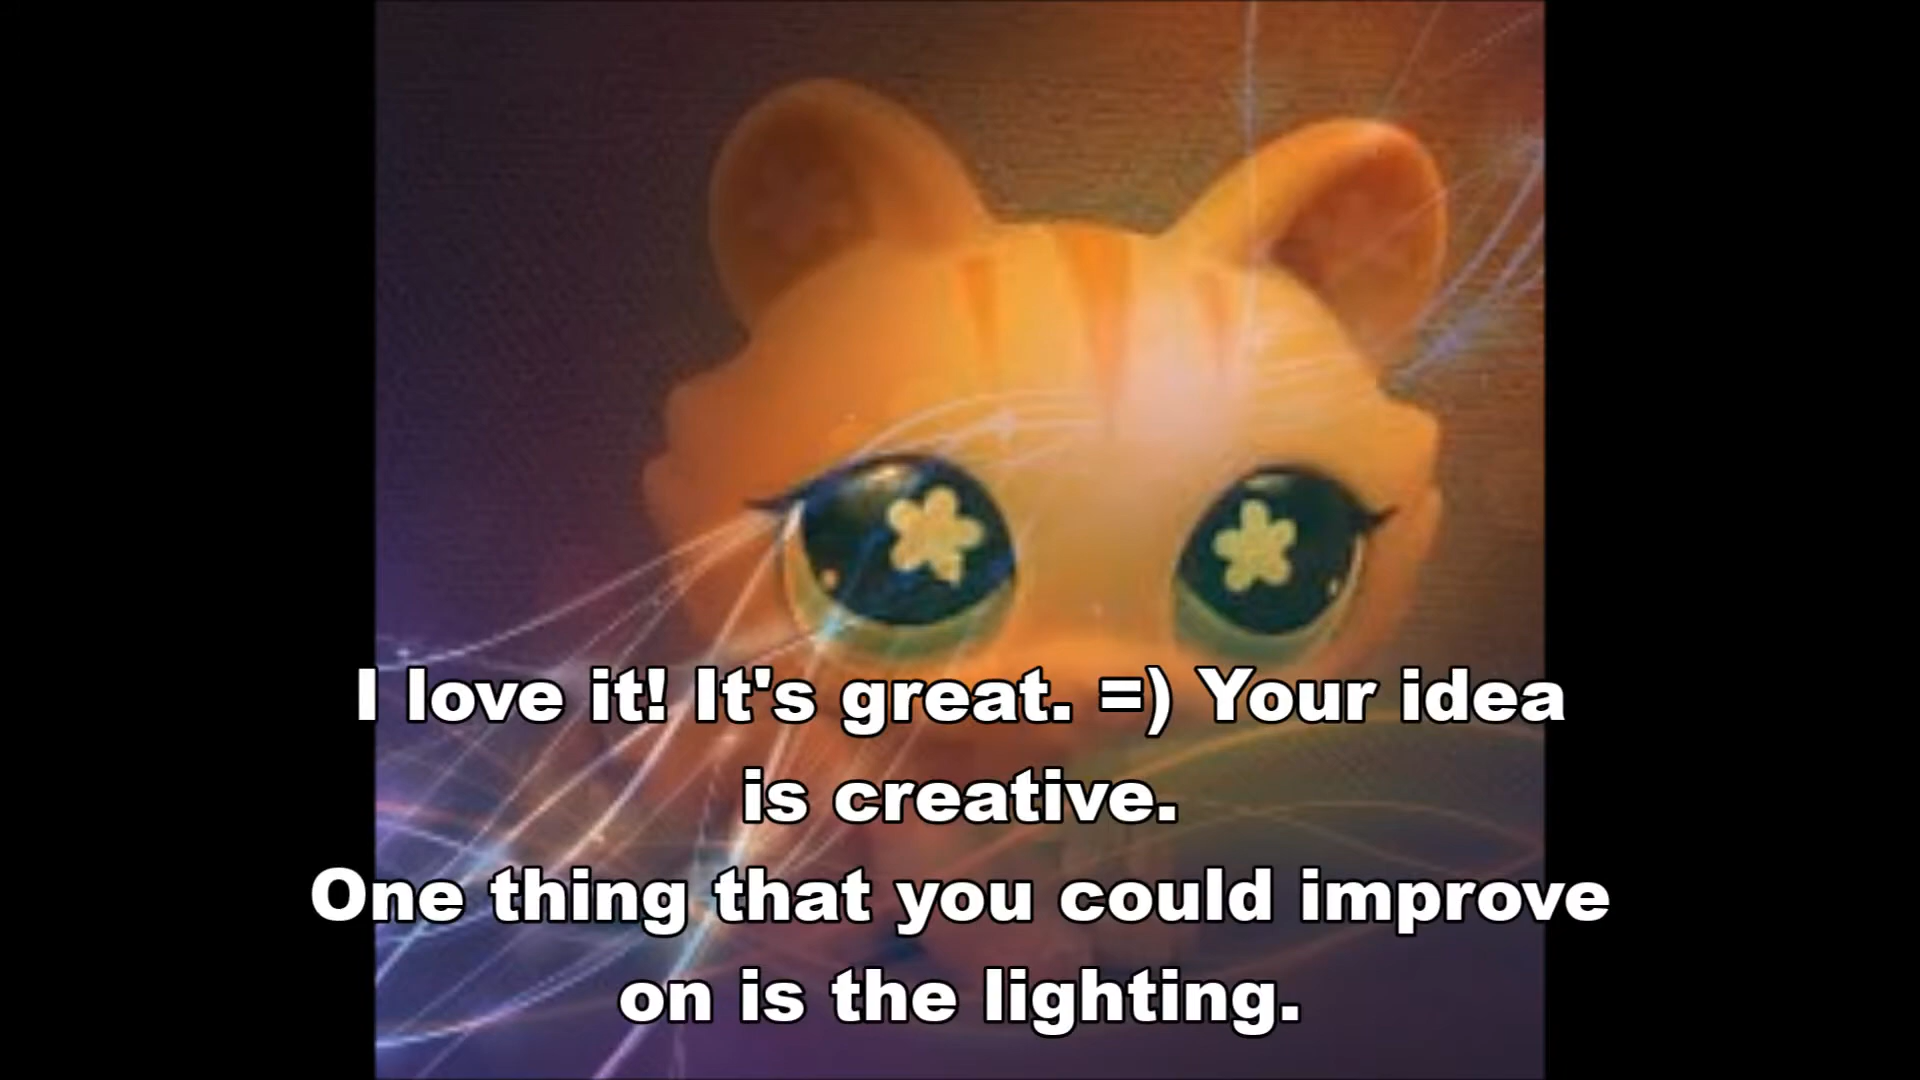 I love it! It's great. =) Your idea
is creative.
One thing that you could improve
on is the lighting.